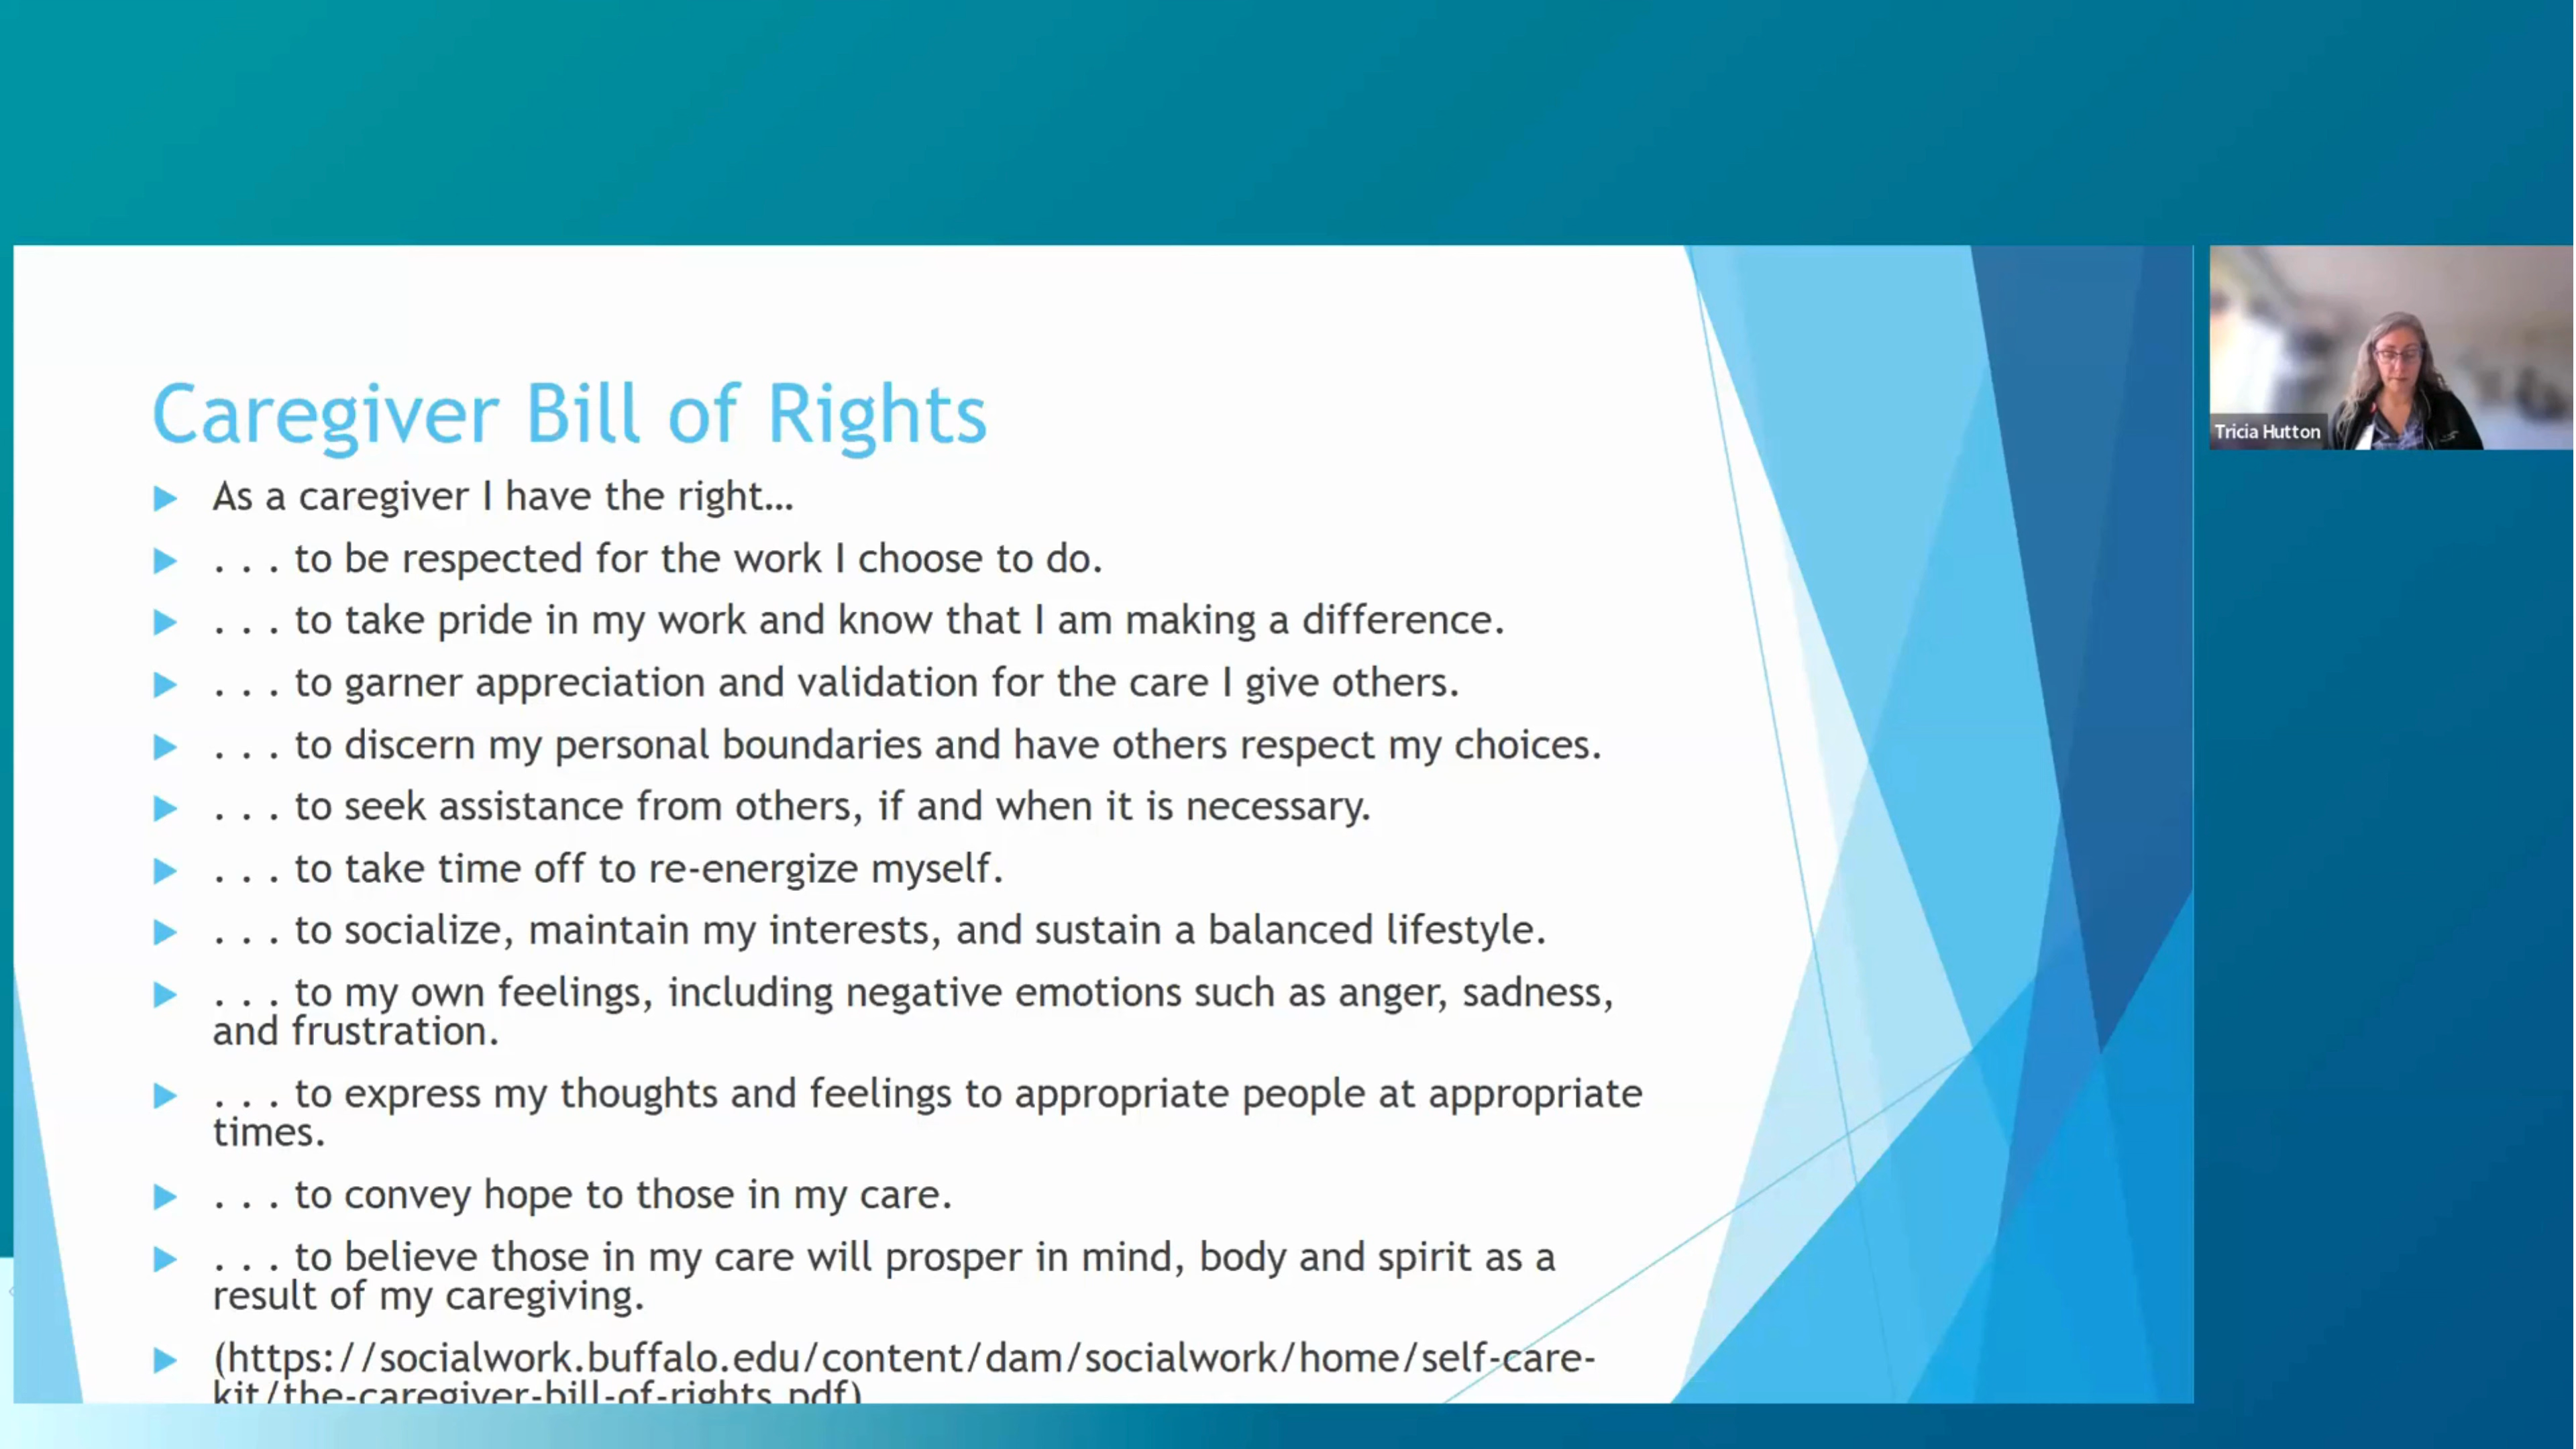 Caregiver Bill of Rights
As a caregiver I have the right...
. . . to be respected for the work I choose to do.
. . . to take pride in my work and know that I am making a difference.
. . . to garner appreciation and validation for the care I give others.
. . . to discern my personal boundaries and have others respect my choices.
. . . to seek assistance from others, if and when it is necessary.
. . . to take time off to re-energize myself.
. . . to socialize, maintain my interests, and sustain a balanced lifestyle.
. . . to my own feelings, including negative emotions such as anger, sadness,
and frustration.
. . . to express my thoughts and feelings to appropriate people at appropriate
times.
. . . to convey hope to those in my care.
. . . to believe those in my care will prosper in mind, body and spirit as a
result of my caregiving.
(https://socialwork.buffalo.edu/content/dam/socialwork/home/self-care-
kit/the-caregiver-bill-of-rights.pdf)
Tricia Hutton